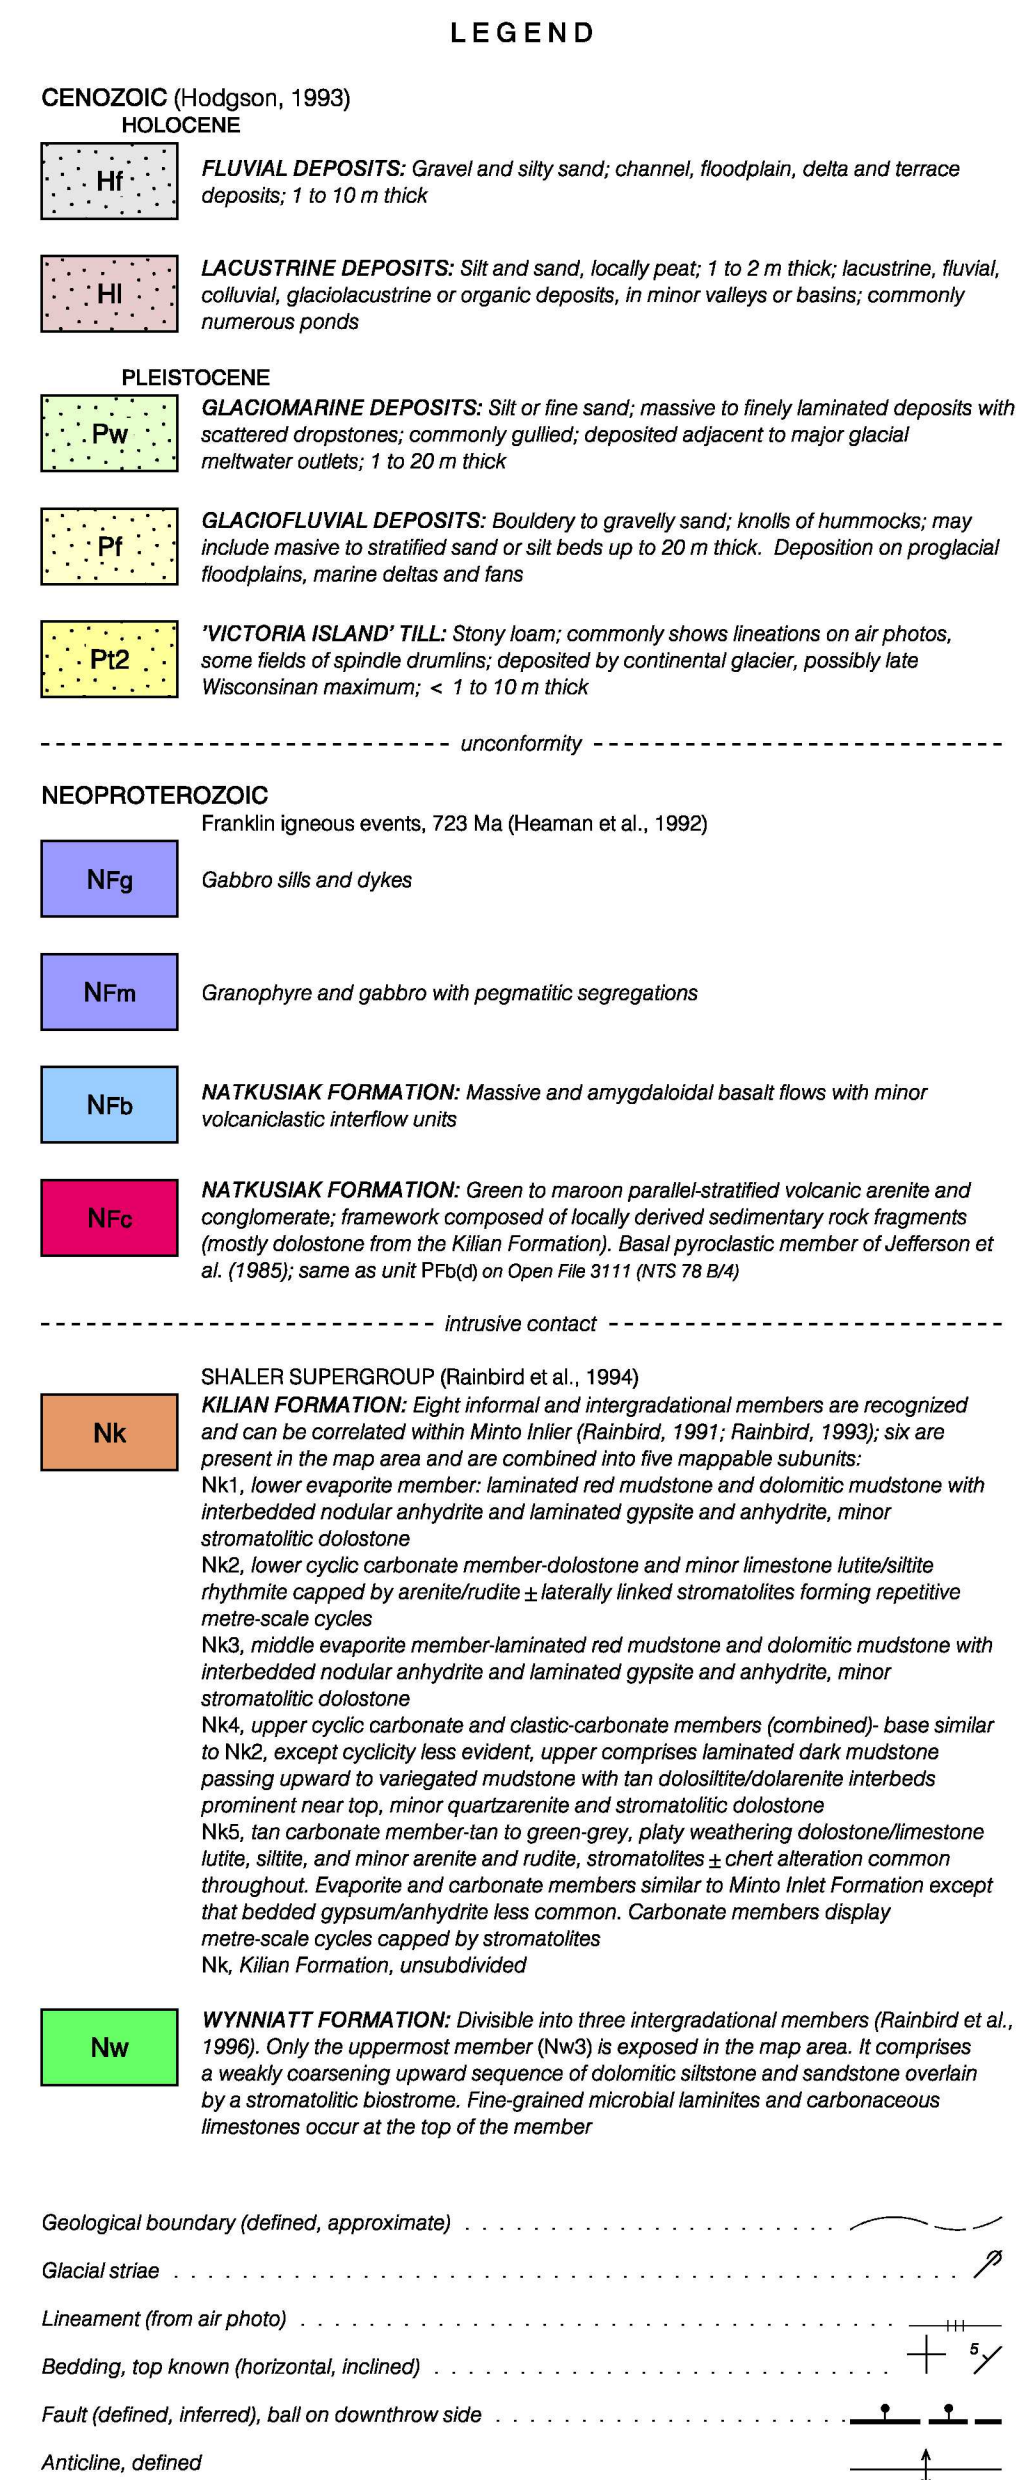 LEGEND
CENOZOIC (Hodgson, 1993)
HOLOCENE
Hf
FLUVIAL DEPOSITS: Gravel and silty sand; channel, floodplain, delta and terrace
deposits; 1 to 10 m thick
Hl
LACUSTRINE DEPOSITS: Silt and sand, locally peat; 1 to 2 m thick; lacustrine, fluvial,
colluvial, glaciolacustrine or organic deposits, in minor valleys or basins; commonly
numerous ponds
PLEISTOCENE
Pw
GLACIOMARINE DEPOSITS: Silt or fine sand; massive to finely laminated deposits with
scattered dropstones; commonly gullied; deposited adjacent to major glacial
meltwater outlets; 1 to 20 m thick
Pf
GLACIOFLUVIAL DEPOSITS: Bouldery to gravelly sand; knolls of hummocks; may
include masive to stratified sand or silt beds up to 20 m thick. Deposition on proglacial
floodplains, marine deltas and fans
Pt2
'VICTORIA ISLAND' TILL: Stony loam; commonly shows lineations on air photos,
some fields of spindle drumlins; deposited by continental glacier, possibly late
Wisconsinan maximum; < 1 to 10 m thick
unconformity
NEOPROTEROZOIC
Franklin igneous events, 723 Ma (Heaman et al., 1992)
NFg
Gabbro sills and dykes
NFm
Granophyre and gabbro with pegmatitic segregations
NFb
NATKUSIAK FORMATION: Massive and amygdaloidal basalt flows with minor
volcaniclastic interflow units
NFc
NATKUSIAK FORMATION: Green to maroon parallel-stratified volcanic arenite and
conglomerate; framework composed of locally derived sedimentary rock fragments
(mostly dolostone from the Kilian Formation). Basal pyroclastic member of Jefferson et
al. (1985); same as unit PFb(d) on Open File 3111 (NTS 78 B/4)
intrusive contact
SHALER SUPERGROUP (Rainbird et al., 1994)
Nk
KILIAN FORMATION: Eight informal and intergradational members are recognized
and can be correlated within Minto Inlier (Rainbird, 1991; Rainbird, 1993); six are
present in the map area and are combined into five mappable subunits:
Nk1, lower evaporite member: laminated red mudstone and dolomitic mudstone with
interbedded nodular anhydrite and laminated gypsite and anhydrite, minor
stromatolitic dolostone
Nk2, lower cyclic carbonate member-dolostone and minor limestone lutite/siltite
rhythmite capped by arenite/rudite ± laterally linked stromatolites forming repetitive
metre-scale cycles
Nk3, middle evaporite member-laminated red mudstone and dolomitic mudstone with
interbedded nodular anhydrite and laminated gypsite and anhydrite, minor
stromatolitic dolostone
Nk4, upper cyclic carbonate and clastic-carbonate members (combined)- base similar
to Nk2, except cyclicity less evident, upper comprises laminated dark mudstone
passing upward to variegated mudstone with tan dolosiltite/dolarenite interbeds
prominent near top, minor quartzarenite and stromatolitic dolostone
Nk5, tan carbonate member-tan to green-grey, platy weathering dolostone/limestone
lutite, siltite, and minor arenite and rudite, stromatolites ± chert alteration common
throughout. Evaporite and carbonate members similar to Minto Inlet Formation except
that bedded gypsum/anhydrite less common. Carbonate members display
metre-scale cycles capped by stromatolites
Nk, Kilian Formation, unsubdivided
Nw
WYNNIATT FORMATION: Divisible into three intergradational members (Rainbird et al.,
1996). Only the uppermost member (Nw3) is exposed in the map area. It comprises
a weakly coarsening upward sequence of dolomitic siltstone and sandstone overlain
by a stromatolitic biostrome. Fine-grained microbial laminites and carbonaceous
limestones occur at the top of the member
Geological boundary (defined, approximate)
Glacial striae
Lineament (from air photo)
Bedding, top known (horizontal, inclined)
5
Fault (defined, inferred), ball on downthrow side
Anticline, defined